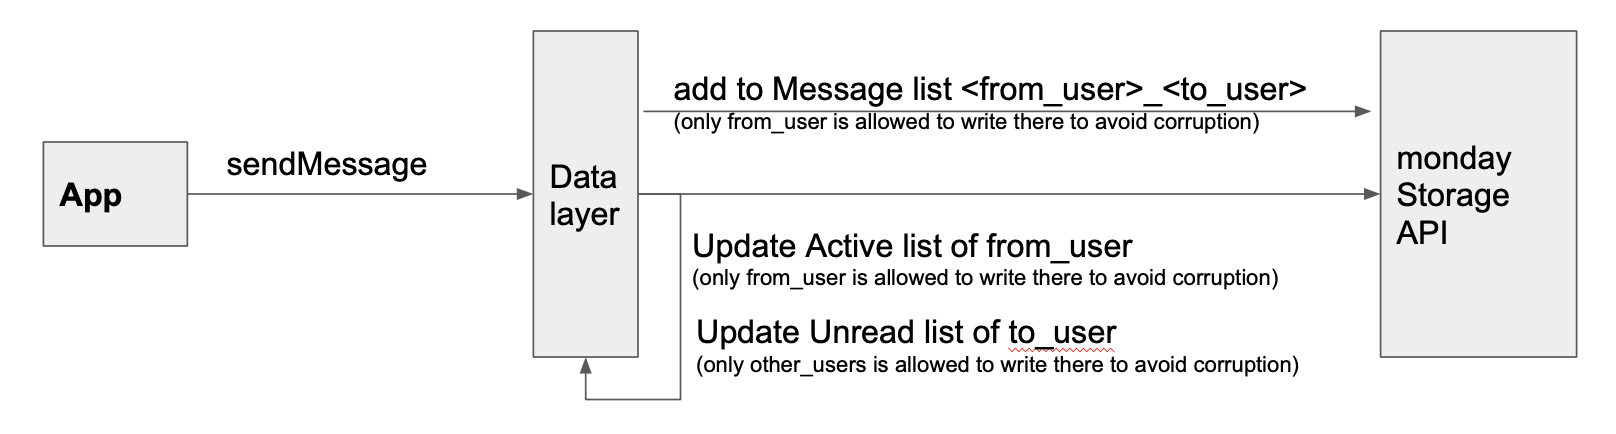 App
sendMessage
Data
layer
add to Message list <from_user>_<to_user>
(only from_user is allowed to write there to avoid corruption)
Update Active list of from_user
(only from_user is allowed to write there to avoid corruption)
Update Unread list of to_user
(only other_users is allowed to write there to avoid corruption)
monday
Storage
API